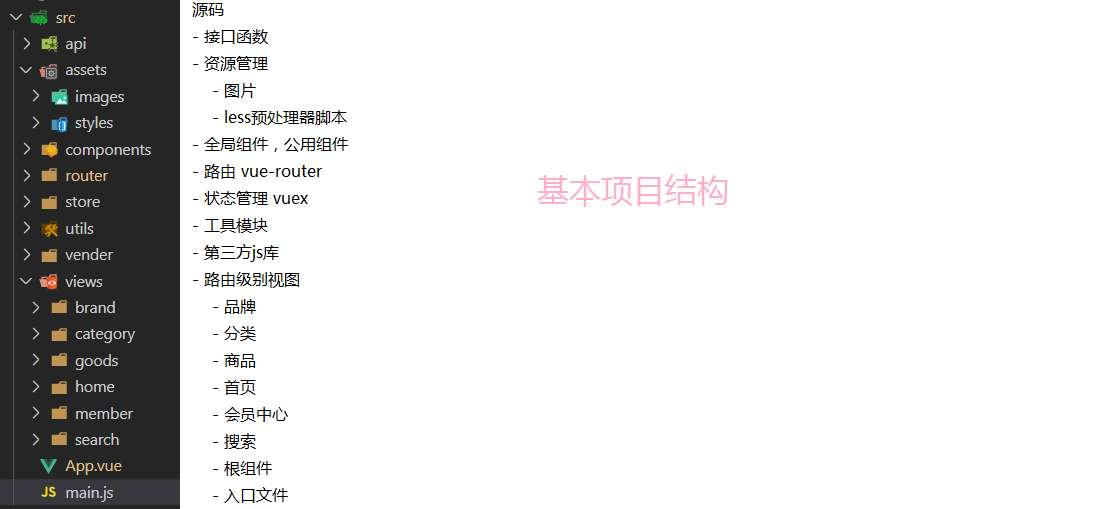 src
源码
api
- 接口函数
assets
- 资源管理
images
- 图片
styles
- less预处理器脚本
components
- 全局组件，公用组件
router
- 路由 vue-router
基本项目结构
store
- 状态管理 vuex
utils
- 工具模块
vender
- 第三方js库
views
- 路由级别视图
brand
- 品牌
category
- 分类
goods
- 商品
home
- 首页
member
- 会员中心
search
- 搜索
App.vue
- 根组件
JS main.js
- 入口文件